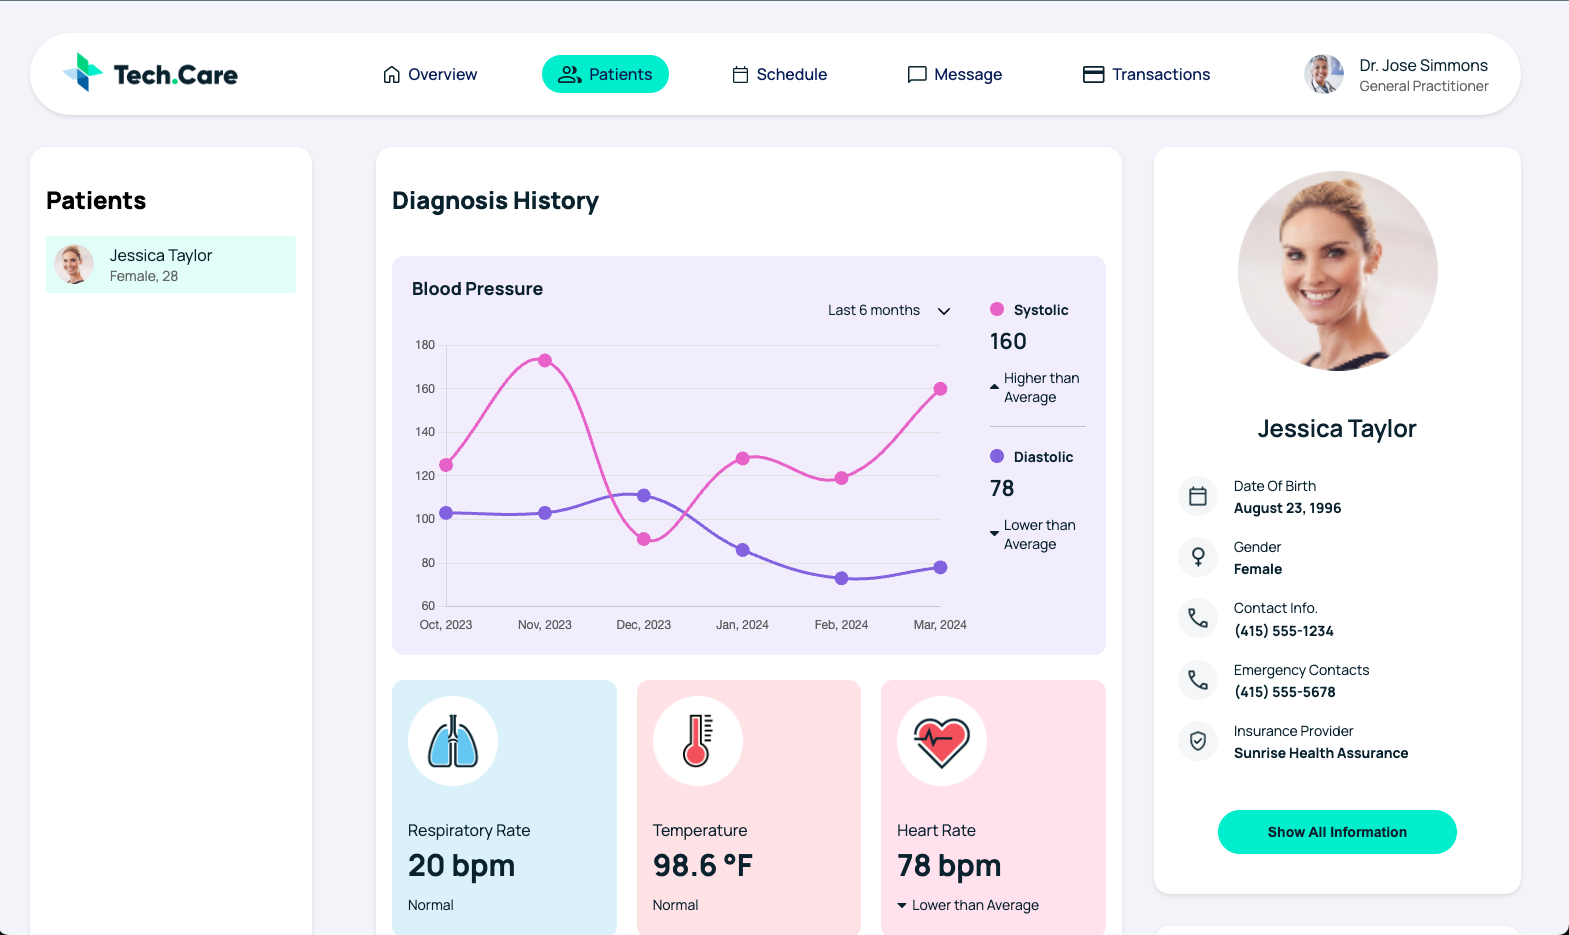 Tech.Care
Overview
Patients
Schedule
Message
Transactions
Dr. Jose Simmons
General Practitioner
Patients
Jessica Taylor
Female, 28
Diagnosis History
Blood Pressure
Last 6 months
180
160
140
120
100
80
60
Oct, 2023
Nov, 2023
Dec, 2023
Jan, 2024
Feb, 2024
Mar, 2024
Systolic
160
Higher than
Average
Diastolic
78
Lower than
Average
Respiratory Rate
20 bpm
Normal
Temperature
98.6 °F
Normal
Heart Rate
78 bpm
Lower than Average
Jessica Taylor
Date Of Birth
August 23, 1996
Gender
Female
Contact Info.
(415) 555-1234
Emergency Contacts
(415) 555-5678
Insurance Provider
Sunrise Health Assurance
Show All Information